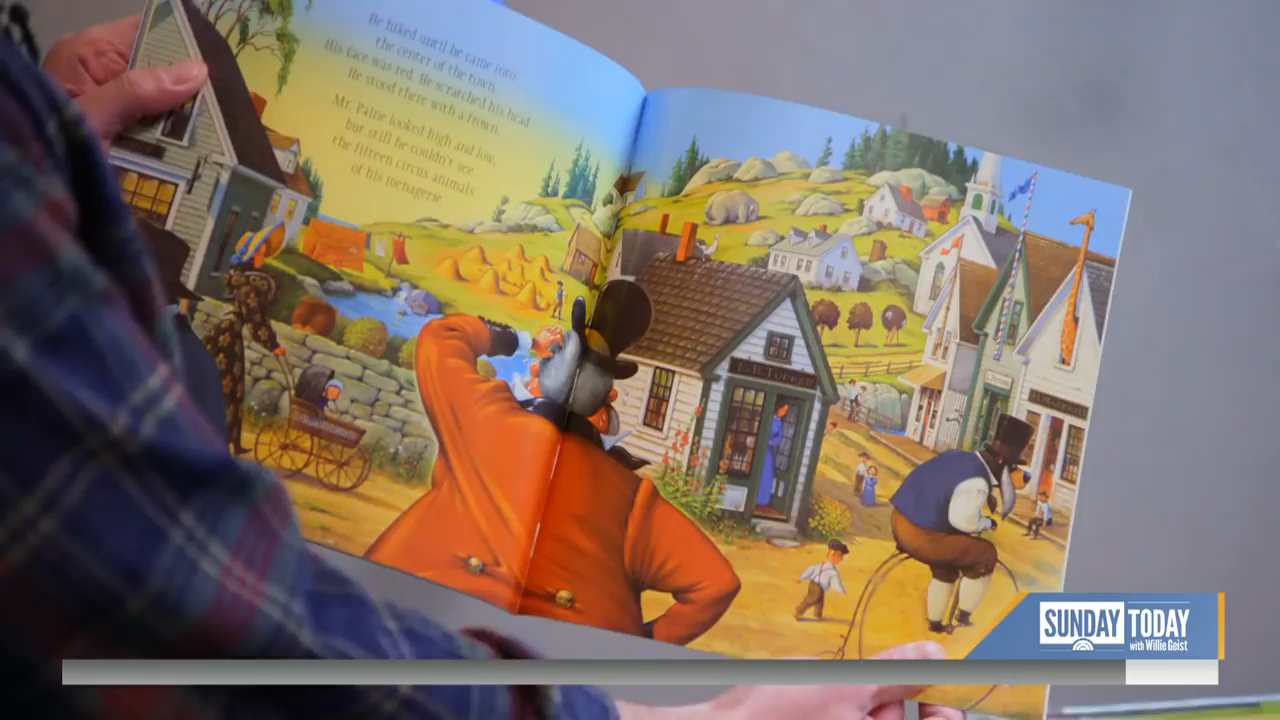 He hiked until he came into
the center of the town.
His face was red. He scratched his head
He stood there with a frown.
Mr. Paine looked high and low,
but still he couldn't see
the fifteen circus animals
of his menagerie.
E.B. TUCKER
SUNDAY TODAY
with Willie Geist